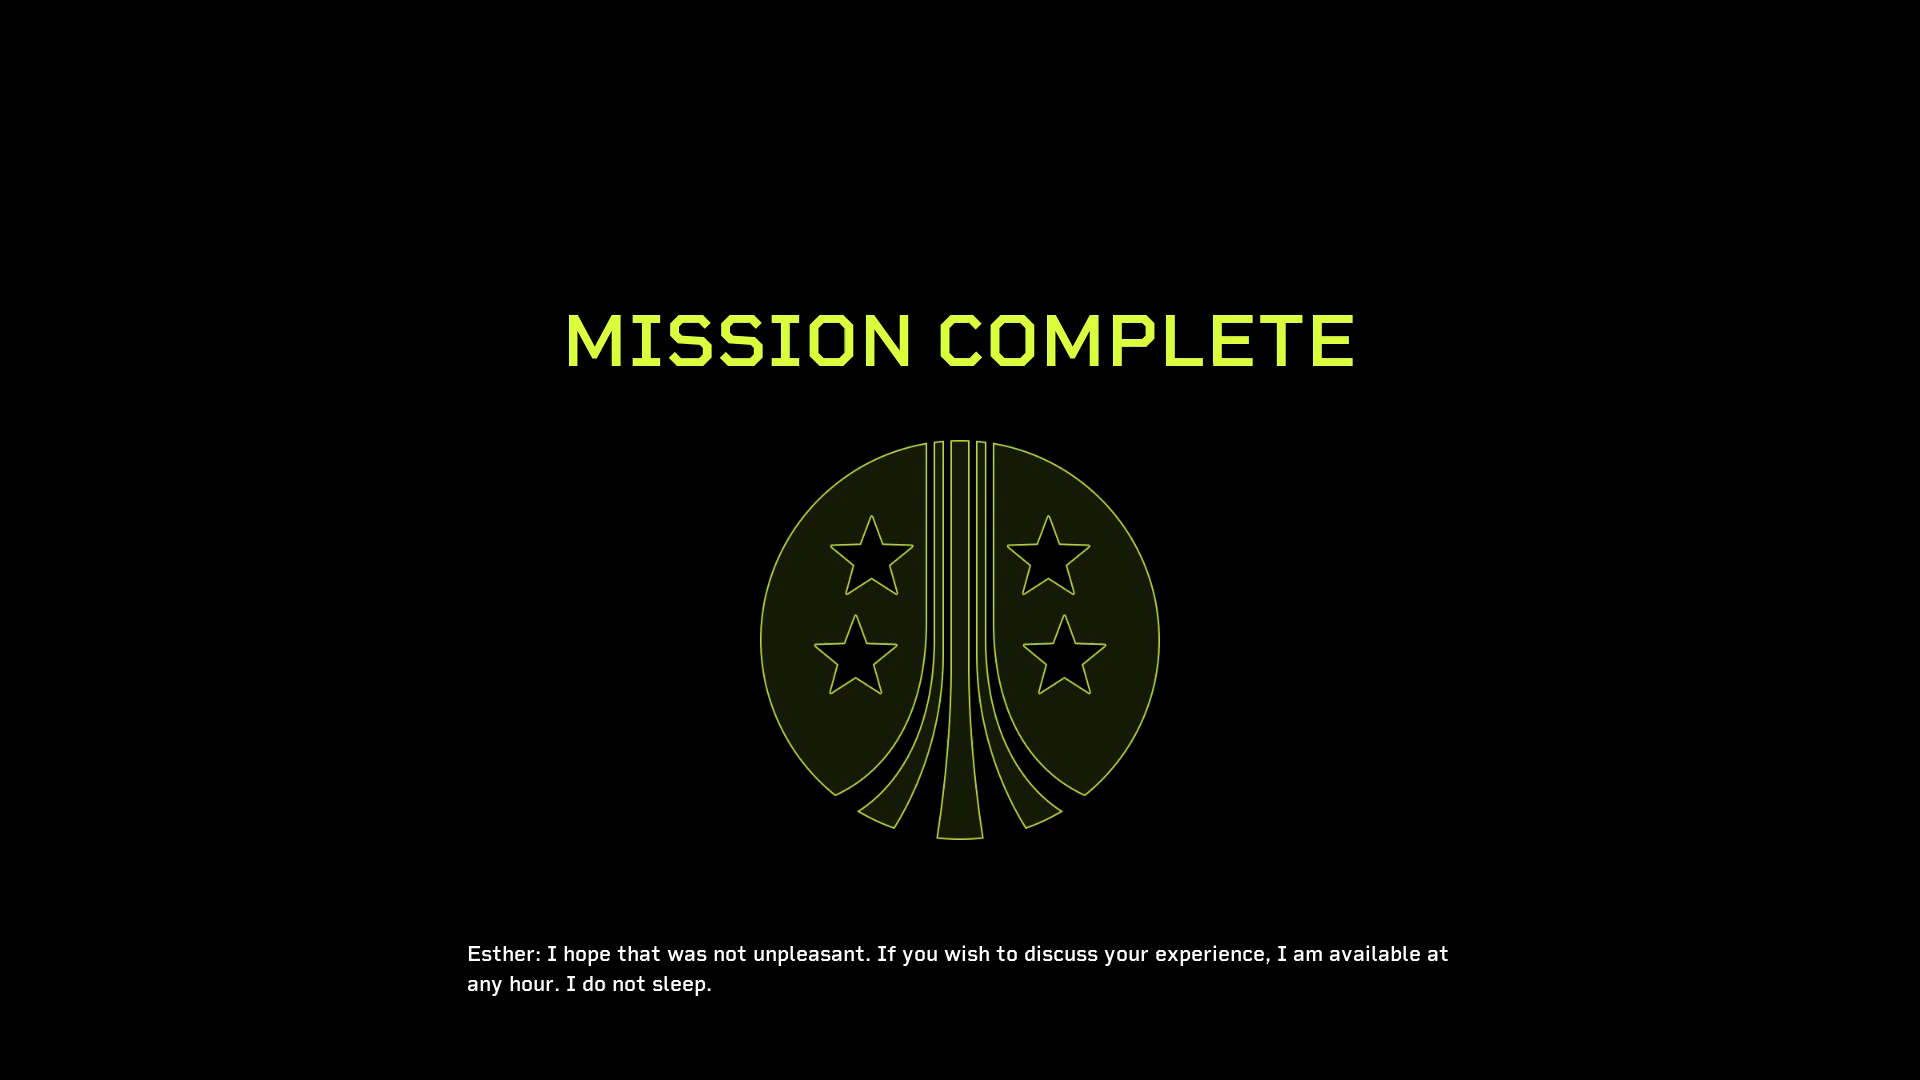 MISSION COMPLETE
Esther: I hope that was not unpleasant. If you wish to discuss your experience, I am available at
any hour. I do not sleep.